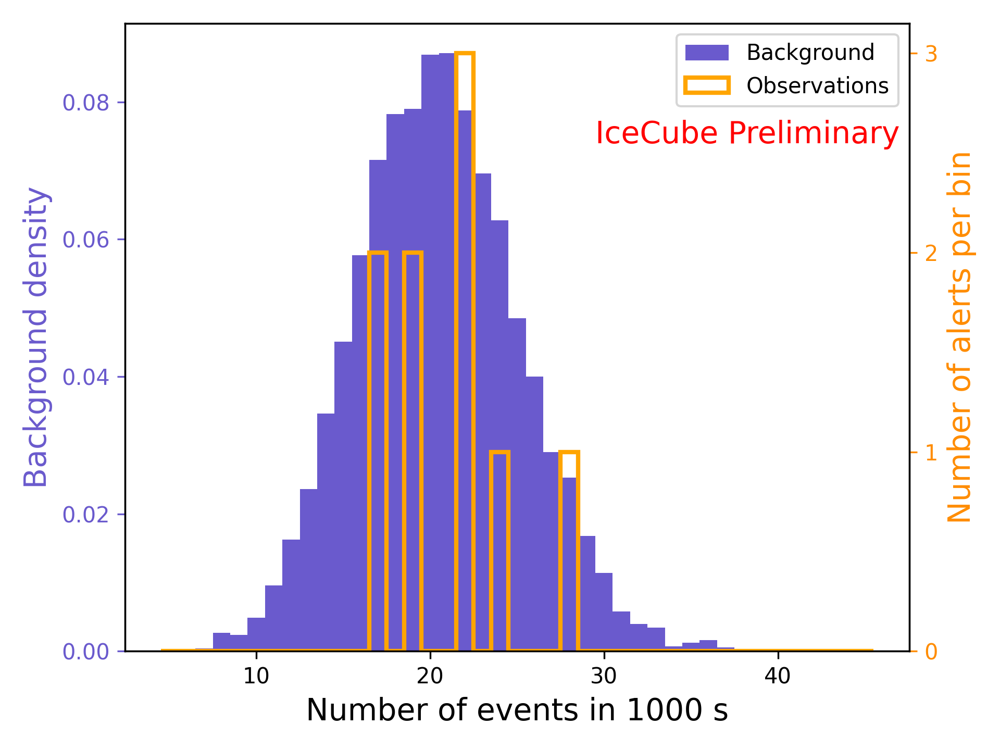 Background
Observations
IceCube Preliminary
Background density
0.08
0.06
0.04
0.02
0.00
3
2
1
0
Number of alerts per bin
10 20 30 40
Number of events in 1000 s